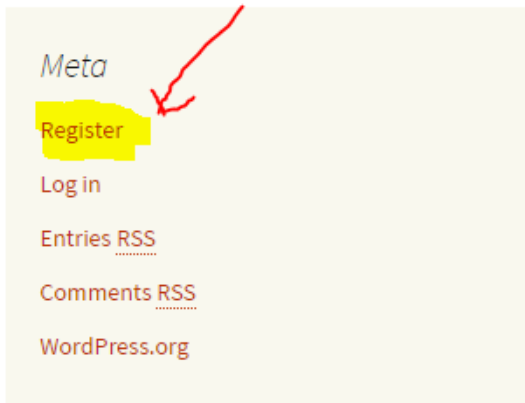 Meta
Register
Log in
Entries RSS
Comments RSS
WordPress.org